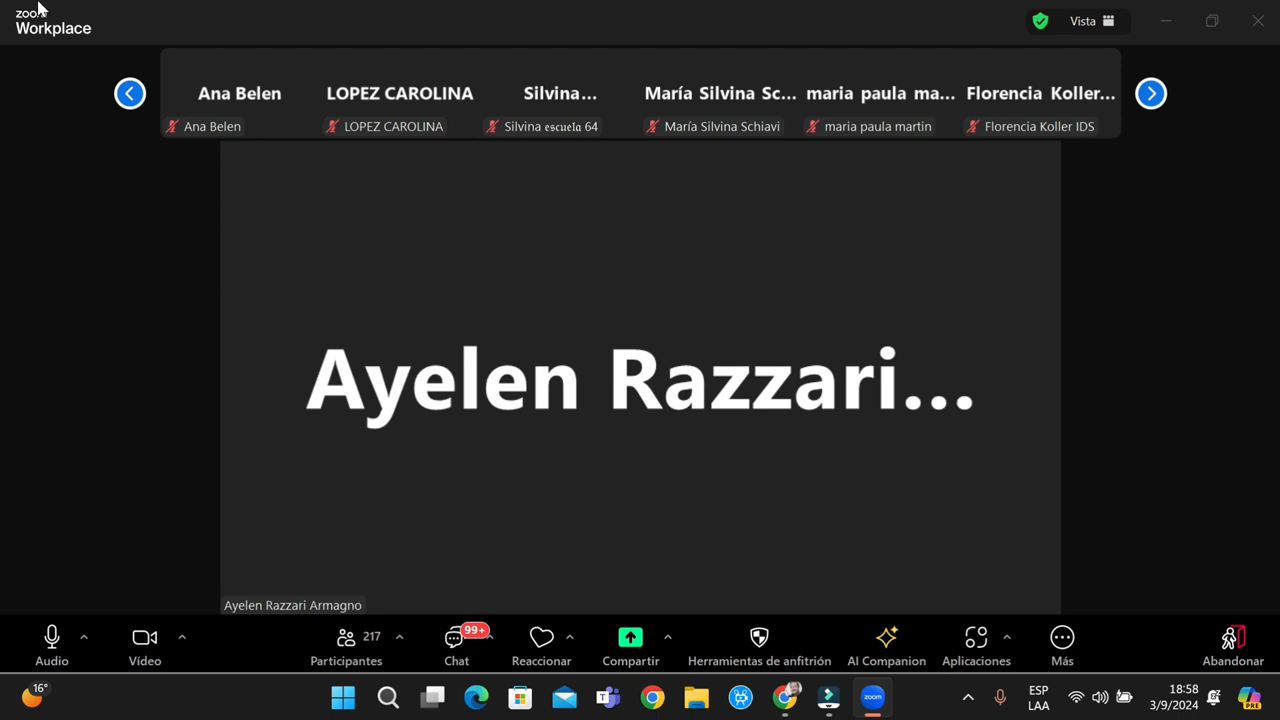 zoom
Workplace
Vista
Ana Belen
LOPEZ CAROLINA
Silvina...
María Silvina Sc...
maria paula ma...
Florencia Koller...
Ana Belen
LOPEZ CAROLINA
Silvina escuela 64
María Silvina Schiavi
maria paula martin
Florencia Koller IDS
Ayelen Razzari...
Ayelen Razzari Armagno
217
99+
Audio
Vídeo
Participantes
Chat
Reaccionar
Compartir
Herramientas de anfitrión
AI Companion
Aplicaciones
Más
Abandonar
16°
zoom
ESP
LAA
18:58
3/9/2024
PRE